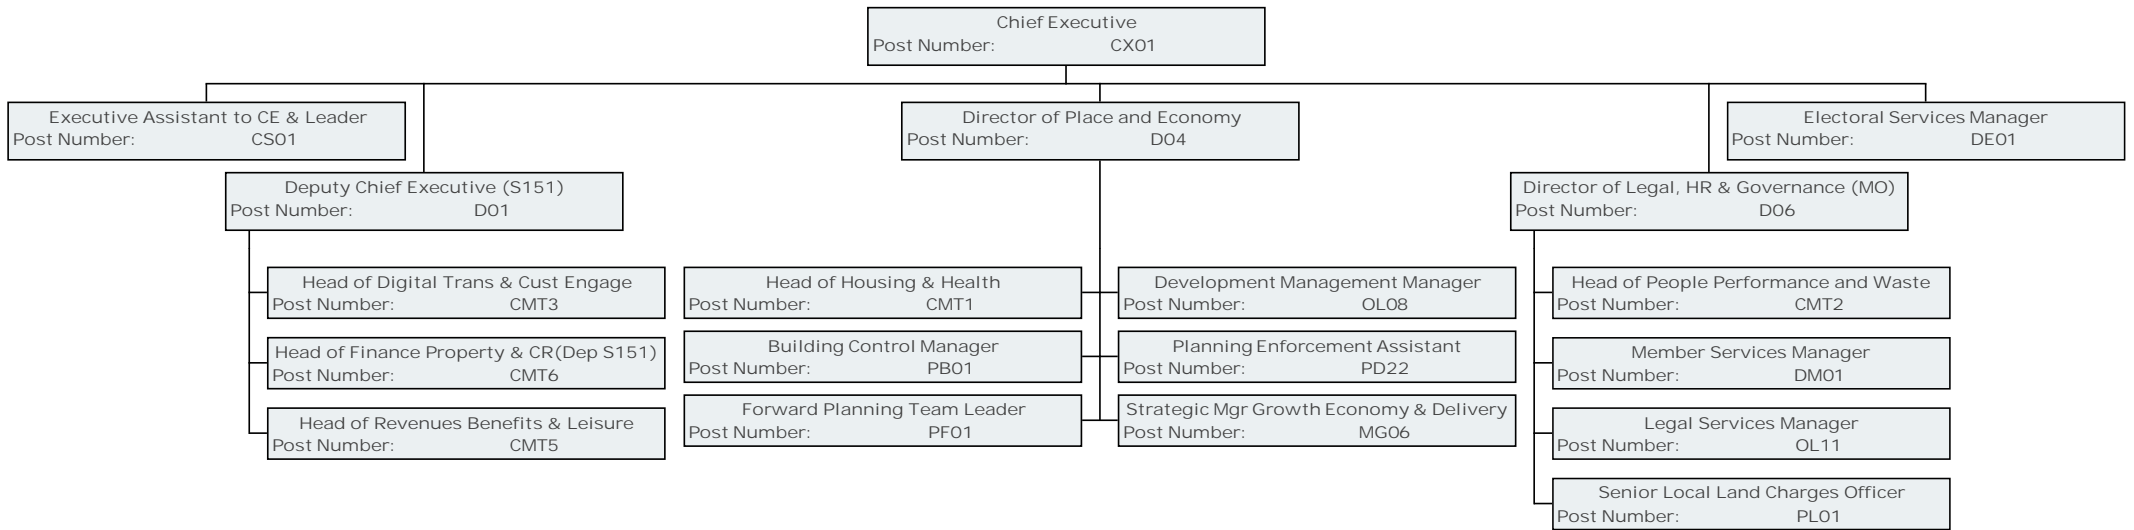 Chief Executive
Post Number: CX01
Executive Assistant to CE & Leader
Post Number: CS01
Director of Place and Economy
Post Number: D04
Electoral Services Manager
Post Number: DE01
Deputy Chief Executive (S151)
Post Number: D01
Director of Legal, HR & Governance (MO)
Post Number: D06
Head of Digital Trans & Cust Engage
Post Number: CMT3
Head of Finance Property & CR(Dep S151)
Post Number: CMT6
Head of Revenues Benefits & Leisure
Post Number: CMT5
Head of Housing & Health
Post Number: CMT1
Development Management Manager
Post Number: OL08
Building Control Manager
Post Number: PB01
Planning Enforcement Assistant
Post Number: PD22
Forward Planning Team Leader
Post Number: PF01
Strategic Mgr Growth Economy & Delivery
Post Number: MG06
Head of People Performance and Waste
Post Number: CMT2
Member Services Manager
Post Number: DM01
Legal Services Manager
Post Number: OL11
Senior Local Land Charges Officer
Post Number: PL01